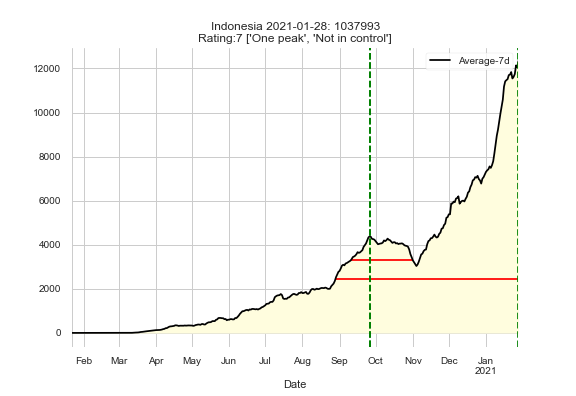 Indonesia 2021-01-28: 1037993
Rating:7 ['One peak', 'Not in control']
Average-7d
12000
10000
8000
6000
4000
2000
0
Feb Mar Apr May Jun Jul Aug Sep Oct Nov Dec Jan
2021
Date